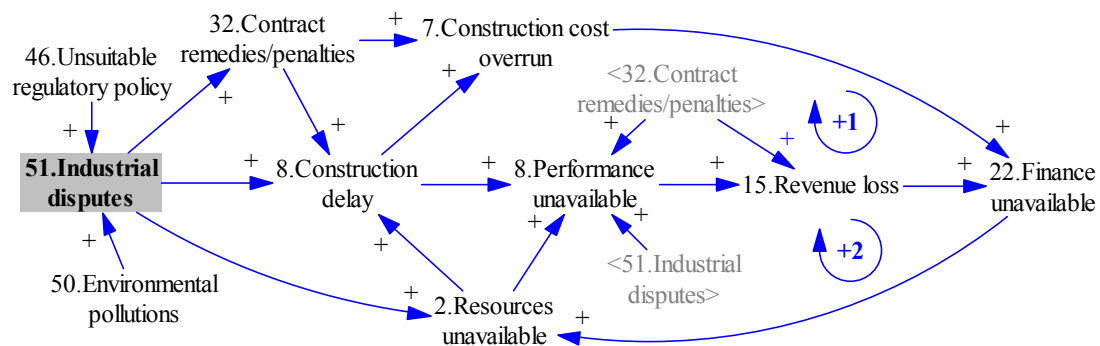 32.Contract
remedies/penalties
+
7.Construction cost
overrun
46.Unsuitable
regulatory policy
+
+
+
<32.Contract
remedies/penalties>
+
+
+1
+
+
+
51.Industrial
disputes
+
8.Construction
delay
+
8.Performance
unavailable
+
15.Revenue loss
+
22.Finance
unavailable
+
+
+
+
+2
50.Environmental
pollutions
<51.Industrial
disputes>
+
2.Resources
unavailable
+